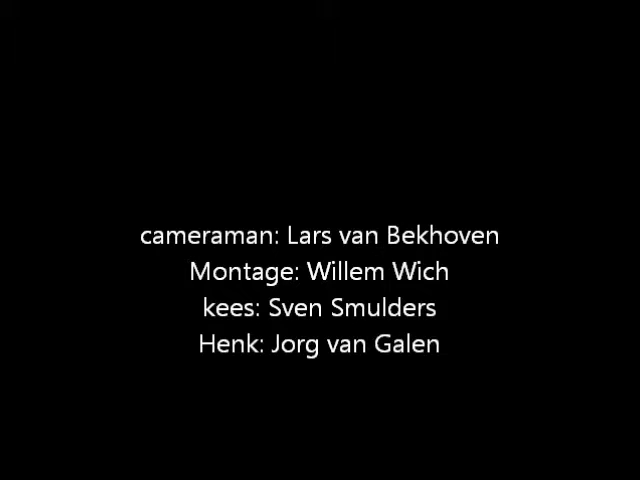 cameraman: Lars van Bekhoven
Montage: Willem Wich
kees: Sven Smulders
Henk: Jorg van Galen